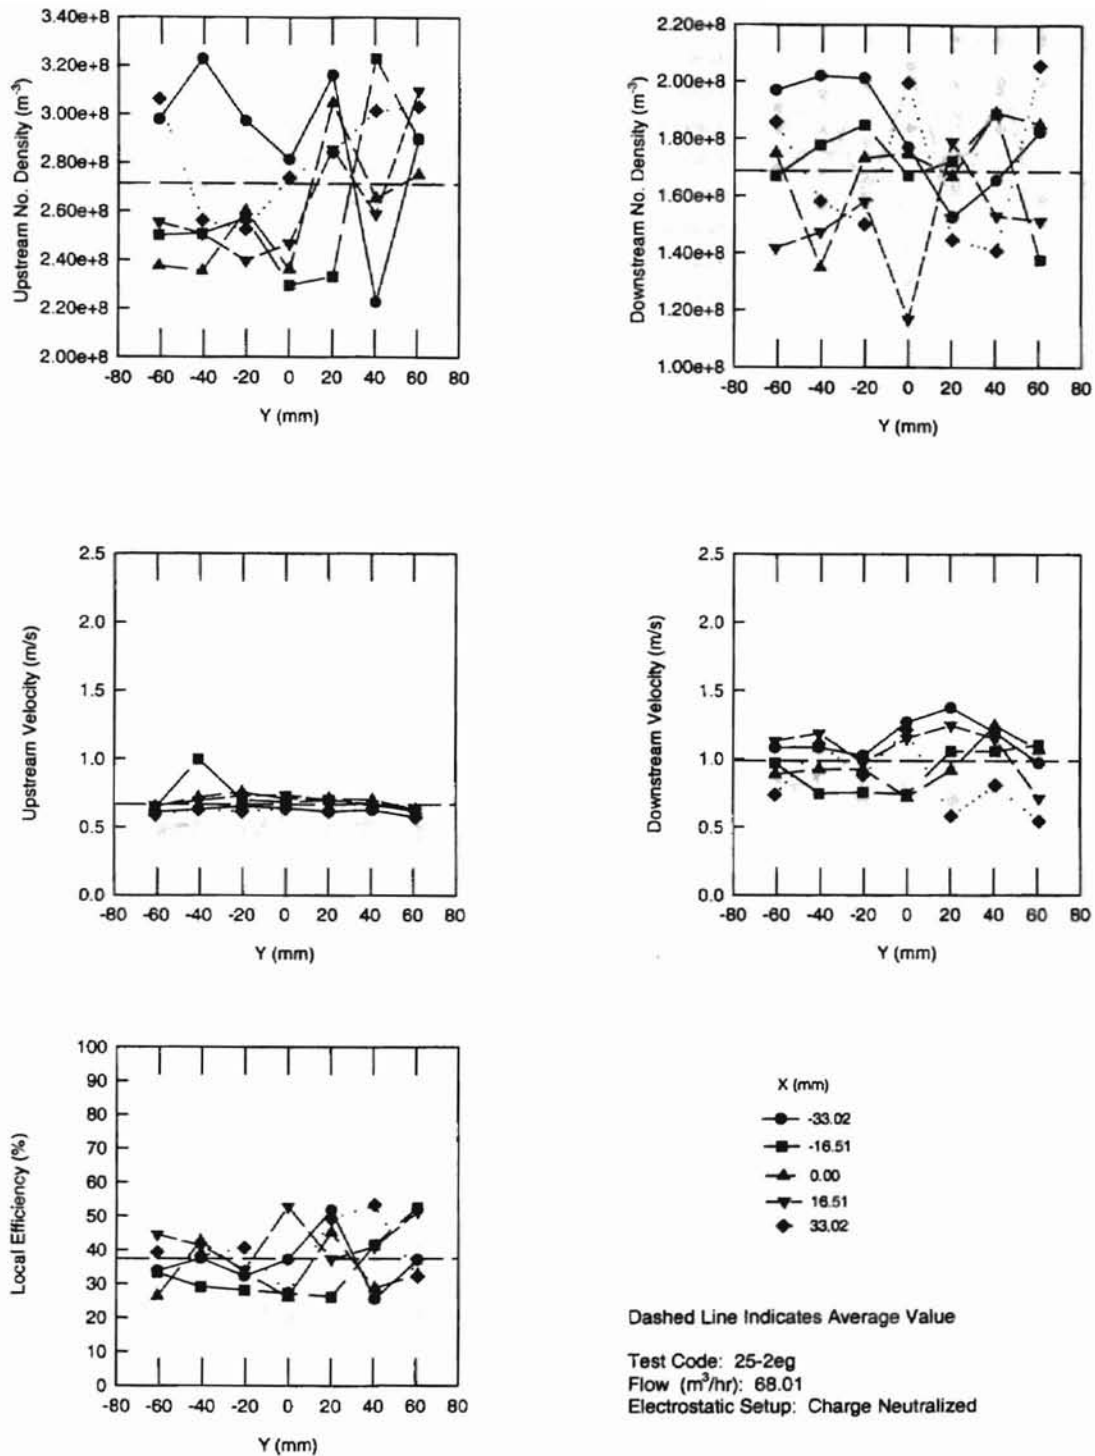 3.40e+8
3.20e+8
3.00e+8
2.80e+8
2.60e+8
2.40e+8
2.20e+8
2.00e+8
Upstream No. Density (m⁻³)
-80 -60 -40 -20 0 20 40 60 80
Y (mm)
2.20e+8
2.00e+8
1.80e+8
1.60e+8
1.40e+8
1.20e+8
1.00e+8
Downstream No. Density (m⁻³)
-80 -60 -40 -20 0 20 40 60 80
Y (mm)
2.5
2.0
1.5
1.0
0.5
0.0
Upstream Velocity (m/s)
-80 -60 -40 -20 0 20 40 60 80
Y (mm)
2.5
2.0
1.5
1.0
0.5
0.0
Downstream Velocity (m/s)
-80 -60 -40 -20 0 20 40 60 80
Y (mm)
100
90
80
70
60
50
40
30
20
10
0
Local Efficiency (%)
-80 -60 -40 -20 0 20 40 60 80
Y (mm)
X (mm)
-33.02
-16.51
0.00
16.51
33.02
Dashed Line Indicates Average Value
Test Code: 25-2eg
Flow (m³/hr): 68.01
Electrostatic Setup: Charge Neutralized